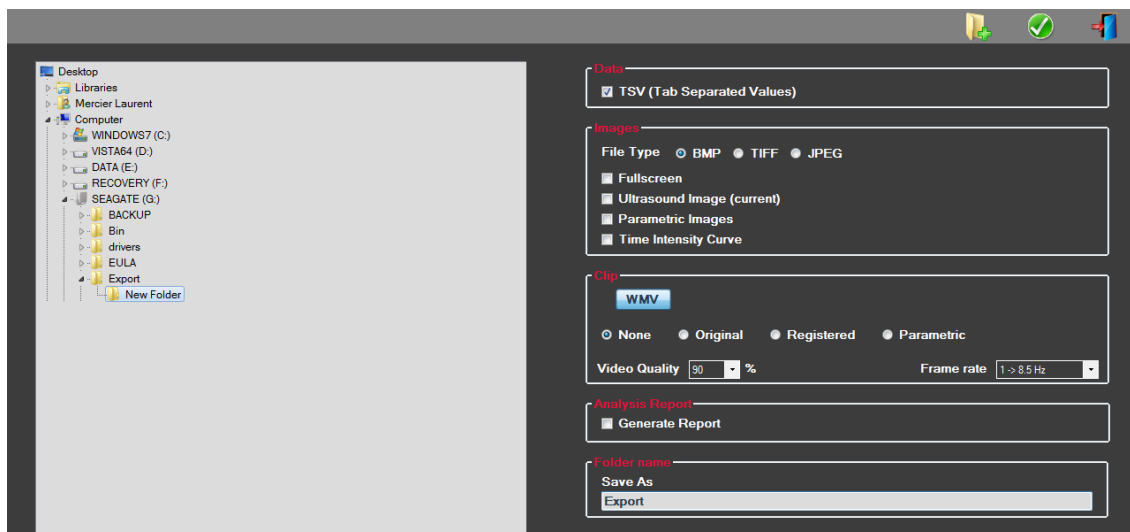 Desktop
Libraries
Mercier Laurent
Computer
WINDOWS7 (C:)
VISTA64 (D:)
DATA (E:)
RECOVERY (F:)
SEAGATE (G:)
BACKUP
Bin
drivers
EULA
Export
New Folder
Data
TSV (Tab Separated Values)
Images
File Type BMP TIFF JPEG
Fullscreen
Ultrasound Image (current)
Parametric Images
Time Intensity Curve
Clip
WMV
None Original Registered Parametric
Video Quality 90 % Frame rate 1 -> 8.5 Hz
Analysis Report
Generate Report
Folder name
Save As
Export